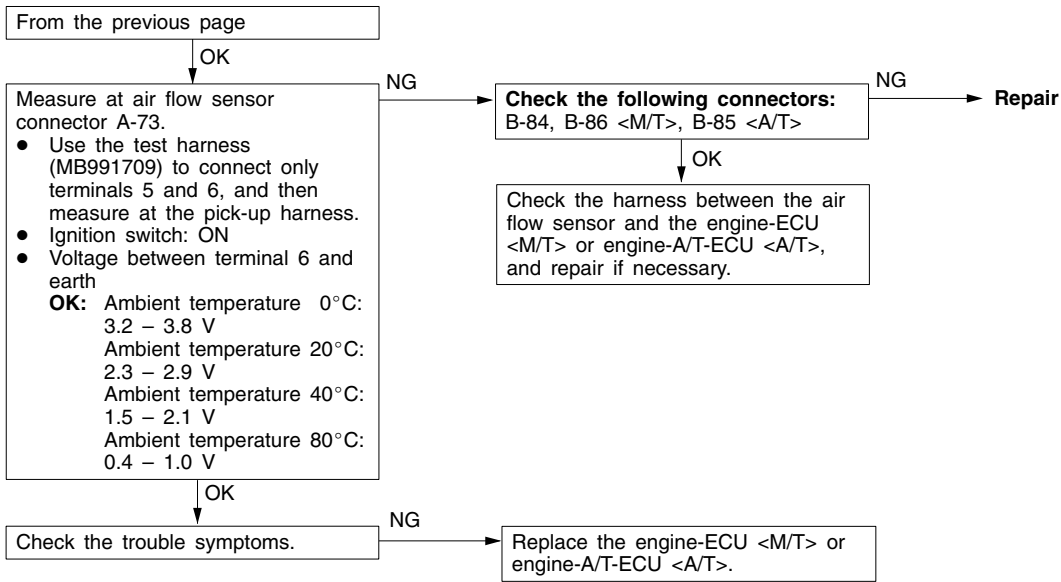 From the previous page
OK
Measure at air flow sensor
connector A-73.
● Use the test harness
(MB991709) to connect only
terminals 5 and 6, and then
measure at the pick-up harness.
● Ignition switch: ON
● Voltage between terminal 6 and
earth
OK: Ambient temperature 0°C:
3.2 – 3.8 V
Ambient temperature 20°C:
2.3 – 2.9 V
Ambient temperature 40°C:
1.5 – 2.1 V
Ambient temperature 80°C:
0.4 – 1.0 V
NG
Check the following connectors:
B-84, B-86 <M/T>, B-85 <A/T>
NG
Repair
OK
Check the harness between the air
flow sensor and the engine-ECU
<M/T> or engine-A/T-ECU <A/T>,
and repair if necessary.
OK
Check the trouble symptoms.
NG
Replace the engine-ECU <M/T> or
engine-A/T-ECU <A/T>.